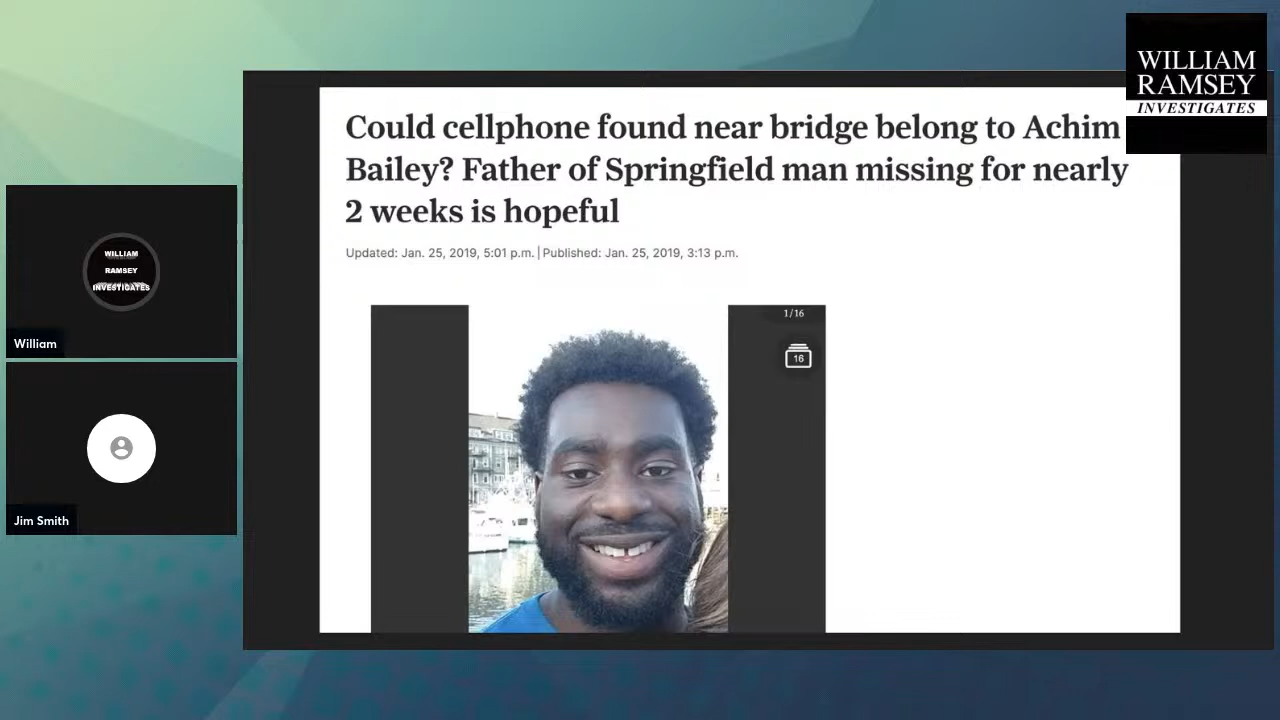 WILLIAM
RAMSEY
INVESTIGATES
Could cellphone found near bridge belong to Achim
Bailey? Father of Springfield man missing for nearly
2 weeks is hopeful
Updated: Jan. 25, 2019, 5:01 p.m. | Published: Jan. 25, 2019, 3:13 p.m.
1/16
16
WILLIAM
RAMSEY
INVESTIGATES
William
Jim Smith